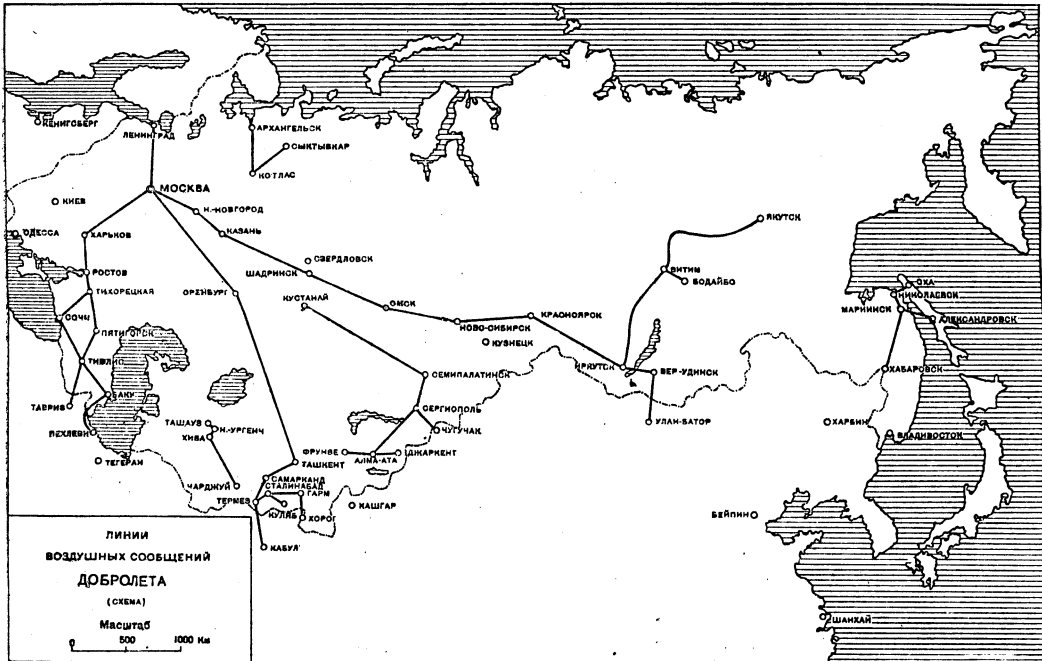 КЕНИГСБЕРГ
ЛЕНИНГРАД
АРХАНГЕЛЬСК
СЫКТЫВКАР
КОТЛАС
МОСКВА
КИЕВ
Н.-НОВГОРОД
КАЗАНЬ
ОДЕССА
ХАРЬКОВ
ЯКУТСК
СВЕРДЛОВСК
ШАДРИНСК
РОСТОВ
ВИТИМ
БОДАЙБО
ТИХОРЕЦКАЯ
ОРЕНБУРГ
КУСТАНАЙ
ОМСК
ОХА
НИКОЛАЕВСК
МАРИИНСК
АЛЕКСАНДРОВСК
СОЧИ
ПЯТИГОРСК
НОВО-СИБИРСК
КРАСНОЯРСК
КУЗНЕЦК
ТИФЛИС
ИРКУТСК
ВЕР-УДИНСК
ХАБАРОВСК
СЕМИПАЛАТИНСК
БАКУ
ТАВРИЗ
СЕРГИОПОЛЬ
ТАШАУЗ
Н.-УРГЕНЧ
ХИВА
ЧУГУЧАК
УЛАН-БАТОР
ХАРБИН
ВЛАДИВОСТОК
ПЕХЛЕВИ
ТЕГЕРАН
ФРУНЗЕ
АЛМА-АТА
ДЖАРКЕНТ
ТАШКЕНТ
ЧАРДЖУЙ
САМАРКАНД
СТАЛИНАБАД
ГАРМ
ТЕРМЕЗ
КУЛЯБ
ХОРОГ
КАШГАР
БЕЙПИН
КАБУЛ
ШАНХАЙ
ЛИНИИ
ВОЗДУШНЫХ СООБЩЕНИЙ
ДОБРОЛЕТА
(СХЕМА)
Масштаб
0 500 1000 Км